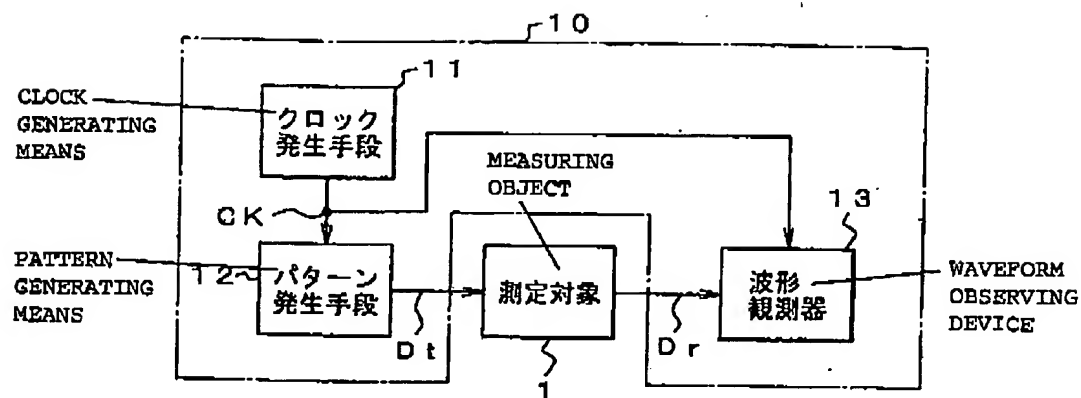 10
11
CLOCK
GENERATING
MEANS
クロック
発生手段
MEASURING
OBJECT
CK
13
PATTERN
GENERATING
MEANS
12
パターン
発生手段
測定対象
波形
観測器
WAVEFORM
OBSERVING
DEVICE
Dt
Dr
1